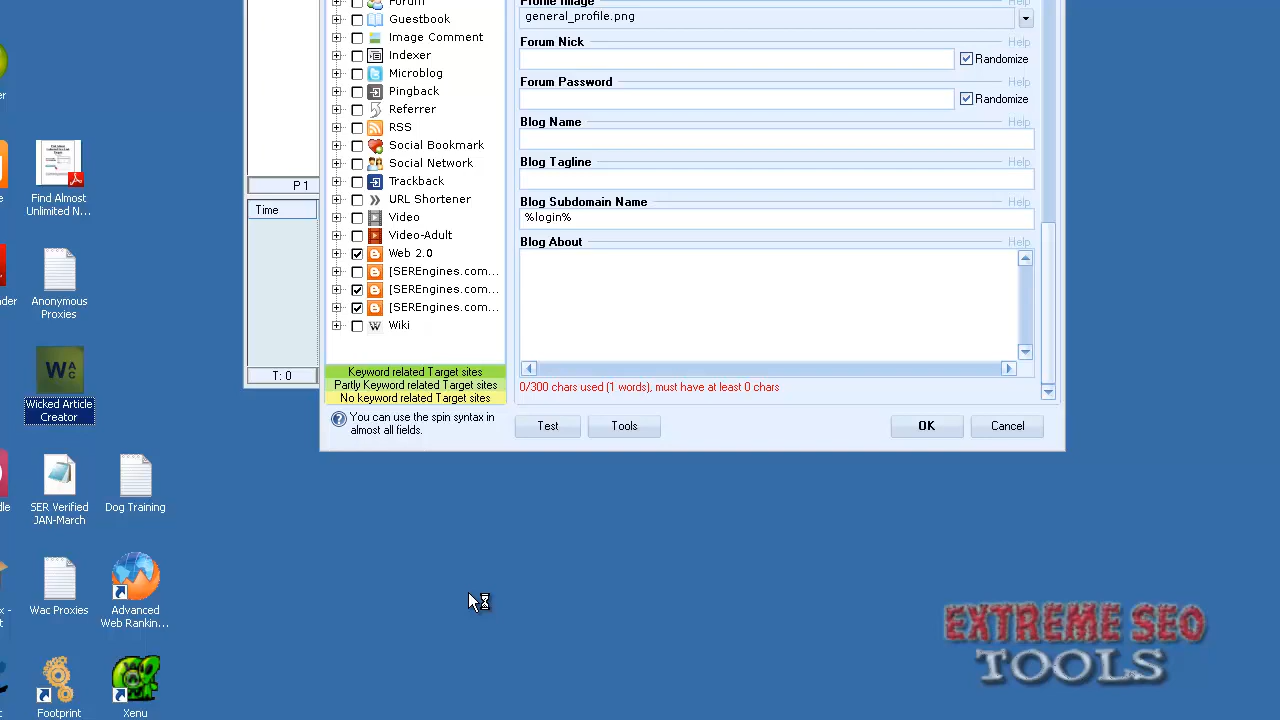 er
Find Almost
Unlimited N...
e
Anonymous
Proxies
der
WAC
Wicked Article
Creator
SER Verified
JAN-March
dle
Dog Training
Wac Proxies
Advanced
Web Rankin...
x -
t
Footprint
Xenu
P 1
Time
T: 0
Forum
Guestbook
Image Comment
Indexer
Microblog
Pingback
Referrer
RSS
Social Bookmark
Social Network
Trackback
URL Shortener
Video
Video-Adult
Web 2.0
[SEREngines.com...
[SEREngines.com...
[SEREngines.com...
Wiki
Keyword related Target sites
Partly Keyword related Target sites
No keyword related Target sites
You can use the spin syntax in
almost all fields.
Profile Image Help
general_profile.png
Forum Nick Help
Randomize
Forum Password Help
Randomize
Blog Name Help
Blog Tagline Help
Blog Subdomain Name Help
%login%
Blog About Help
0/300 chars used (1 words), must have at least 0 chars
Test
Tools
OK
Cancel
EXTREME SEO
TOOLS